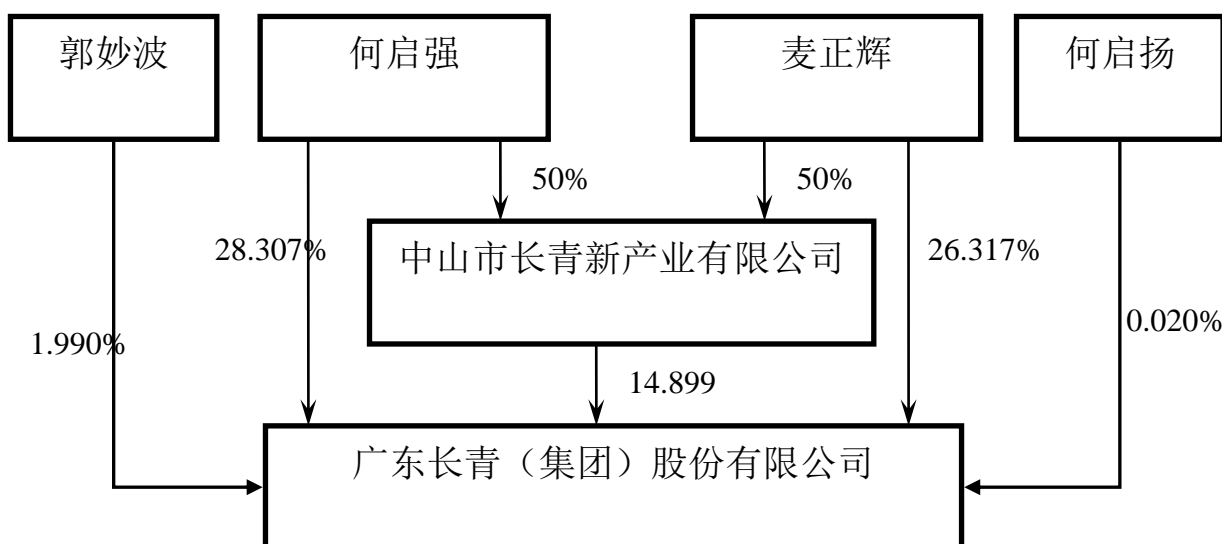 郭妙波
何启强
麦正辉
何启扬
50%
50%
28.307%
中山市长青新产业有限公司
26.317%
1.990%
0.020%
14.899
广东长青（集团）股份有限公司